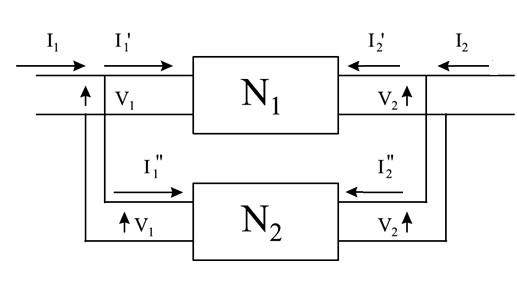 I₁ I₁' I₂' I₂
V₁ N₁ V₂
I₁" I₂"
V₁ N₂ V₂